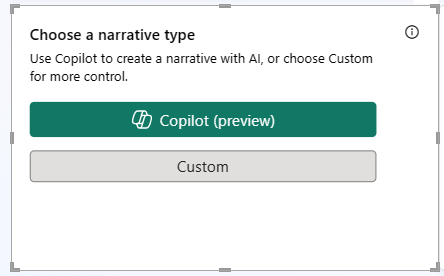 Choose a narrative type
Use Copilot to create a narrative with AI, or choose Custom
for more control.
Copilot (preview)
Custom